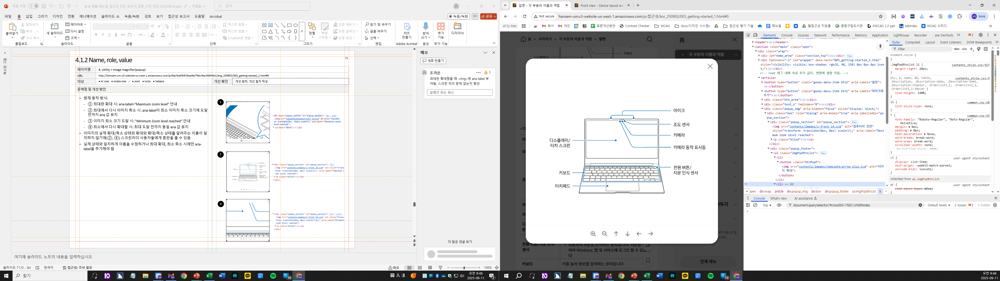 자동 저장
삼성 제품 매뉴얼_접근성 진단 보고서_영문_사전 진단_20250918.pptx
저장됨
검색
파일 홈 삽입 그리기 디자인 전환 애니메이션 슬라이드 쇼 녹음/녹화 검토 보기 접근성 보고서 도움말 Acrobat
녹음/녹화
공유
붙여넣기
잘라내기
복사
서식 복사
클립보드
새 슬라이드
레이아웃
다시 설정
구역
슬라이드
글꼴
텍스트 방향
텍스트 맞춤
SmartArt로 변환
단락
정렬
빠른 스타일
도형 채우기
도형 윤곽선
도형 효과
그리기
찾기 및 바꾸기
글꼴 바꾸기
선택
편집
PDF 만들기
Adobe Acrobat
받아쓰기
음성
추가 기능
추가 기능
디자이너
4.1.2 Name, role, value
71
페이지명 8. Utility > Image magnifier(popup)
URL http://hansem-um.s3-website-us-west-1.amazonaws.com/pc%ec%a0%91%ea%b7%bc%ec%84%b1/eng_250902/003_getting-started_1.html#0
대상 ● PC Web ● Mobile Web / ● JAWS ● NVDA ● TalkBack 개선 확인 개선 회차, 개선 일자 작성
문제점 및 개선 방안
• 현재 동작 방식:
- ① 최대한 확대 시: aria-label="Maximum zoom level" 안내
- ② 최대에서 다시 이미지 축소 시: aria-label이 최소 이미지 축소 크기에 도달
전까지 aria 값 유지
- ③ 이미지 최소 크기 도달 시: "Minimum Zoom level reached" 안내
- ④ 최소에서 다시 확대할 시: 최대 도달 전까지 동일 aria 값 유지
• 이미지의 실제 확대/축소 상태와 확대와 확대/축소 상태를 알려주는 이름이 일
치하지 않기에(②, ④) 스크린리더 사용자들에게 혼란을 줄 수 있음
• 실제 상태와 일치하게 이름을 수정하거나 최대 확대, 최소 축소 시에만 aria-
label을 추가해야 함
1
<div class="popup_section" id="popup_section"> flex scroll
<img src="contents/images/s-turn_on.svg" alt style="transfor
m: translate(0px, -40px) scale(4);" aria-label="Maximum zoom
level reached">
<p class="blind"> </p>
2
<div class="popup_section" id="popup_section"> flex
<img src="contents/images/s-front_14.svg" alt style="trans
form: translate(0px, 0px) scale(1);" aria-label="Maximum z
oom level reached">
<p class="blind"> </p>
</div>
4
<div class="popup_section" id="popup_section"> flex scroll
<img src="contents/images/s-front_14.svg" alt style="trans
form: translate(0px, 0px) scale(3.8);" aria-label="Minimum
zoom level reached">
<p class="blind"> </p>
</div>
메모
새로 만들기
조가은 ··· 1
최대한 확대했을 때 <img>에 aria-label 부
여됨, 스크린 리더 문제 없는지 확인
@멘션 또는 회신
더 많은 댓글 보기
여기에 슬라이드 노트의 내용을 입력하십시오
슬라이드 71/0 .. 84 한국어 접근성: 조사 필요
메모 106%
찾기
오전 9:48
2025-09-11
앞면 - 각 부분의 이름과 역할
Front view - Device layout and
Not secure hansem-um.s3-website-us-west-1.amazonaws.com/pc접근성/kor_250902/003_getting-started_1.html#0
Work
a11y tree 회사 개인 표준개선방안 Contrast Checker WCAG docs/디자인 시스템 접근성 평가 기술 매뉴얼 웹접근성 지침들 중랑구립도서관 KWCAG 2.2 ppt tabindex WCAG 스터디
홈 > 시작하기 > 각 부분의 이름과 역할 > 앞면
각 부분의 이름과 역할
디스플레이/
카메라
마이크
조도 센서
카메라
카메라 동작 표시등
디스플레이/
터치 스크린
전원 버튼/
지문 인식 센서
키보드
터치패드
전원 버튼/지문 인식
센서
• 사용자의 지문을 인식하는 장치입니다. 지문을
하여 Windows, 앱 및 서비스에 로그인 할 수 있습니
다.
키보드 키를 눌러 정보를 입력하는 장치입니다.
전체 메뉴
Elements Console Sources Network Performance Memory Application Lighthouse Recorder axe DevTools 2
<header> </header>
<section role="main" class="open">
<div class="wrap">
<div id="home_area" class="section_top"> </div> flex
<div tabindex="-1" id="wrapper" data-next="003_getting-started_2.html"
style="visibility: visible; box-shadow: rgb(8, 90, 150) 0px 0px 0px inse
t;"> </div>
<!-- root 태그 내에 속성 추가 금지. 변환에 영향 끼침. -->
<article>
<button type="button" class="gooey-menu-item btn2" aria-label="설정">
</button>
<button type="button" class="gooey-menu-item btn1" aria-label="북마크에
추가"> </button>
<div class="btn_area"> </div>
<div class="text_s" tabindex="0"> </div>
<div class="popup_img" aria-hidden="false" style="display: block;">
<div class="box" role="dialog" aria-modal="true" aria-labelledby="po
pup_section">
<div class="popup_section" id="popup_section"> flex
<img src="contents/images/s-front_14.svg" alt="컴퓨터의 전면"
style="transform: translate(0px, 0px) scale(1);" aria-label="Maxi
mum zoom level reached">
<p class="blind"> </p>
</div>
<div class="popup_footer">
<ul class="imgPopBtnList"> flex
<li>
<button class="btnPopP">
<img src="contents/images/template/arrow_plus.svg" alt="이미
지 확대">
</button>
</li>
<li> == $0
open div.wrap article div.popup_img div.box div.popup_footer ul.imgPopBtnList li
Styles Computed Layout Event Listeners DOM Breakpoints
Filter :hov .cls
element.style {
}
.imgPopBtnList li { contents_style.css:517
margin-right: 20px;
}
div, p, span, li, table, contents_style.css:5
.Description, .Description-UpSp, .Description-Semi,
.Description-Chapter, .OrderList1_1, .OrderList2_1,
.OrderList2_1-10over {
line-height: 140%;
}
li { common.css:18
list-style-type: none;
}
* { common.css:15
font-family: "Roboto-Regular", "Noto-Regular",
Helvetica;
margin: 0px;
padding: 0px;
text-decoration: None;
word-break: break-word;
word-wrap: break-word;
scrollbar-width: none;
-ms-overflow-style: none;
}
li { user agent stylesheet
display: list-item;
text-align: -webkit-match-parent;
unicode-bidi: isolate;
}
Inherited from ul.imgPopBtnList
ul { user agent stylesheet
list-style-type: disc;
}
Console What's new AI assistance
top document.querySelector('#cross003-7583').childNodes Default levels 2 Issues: 2 3 hidden
오전 9:48
2025-09-11